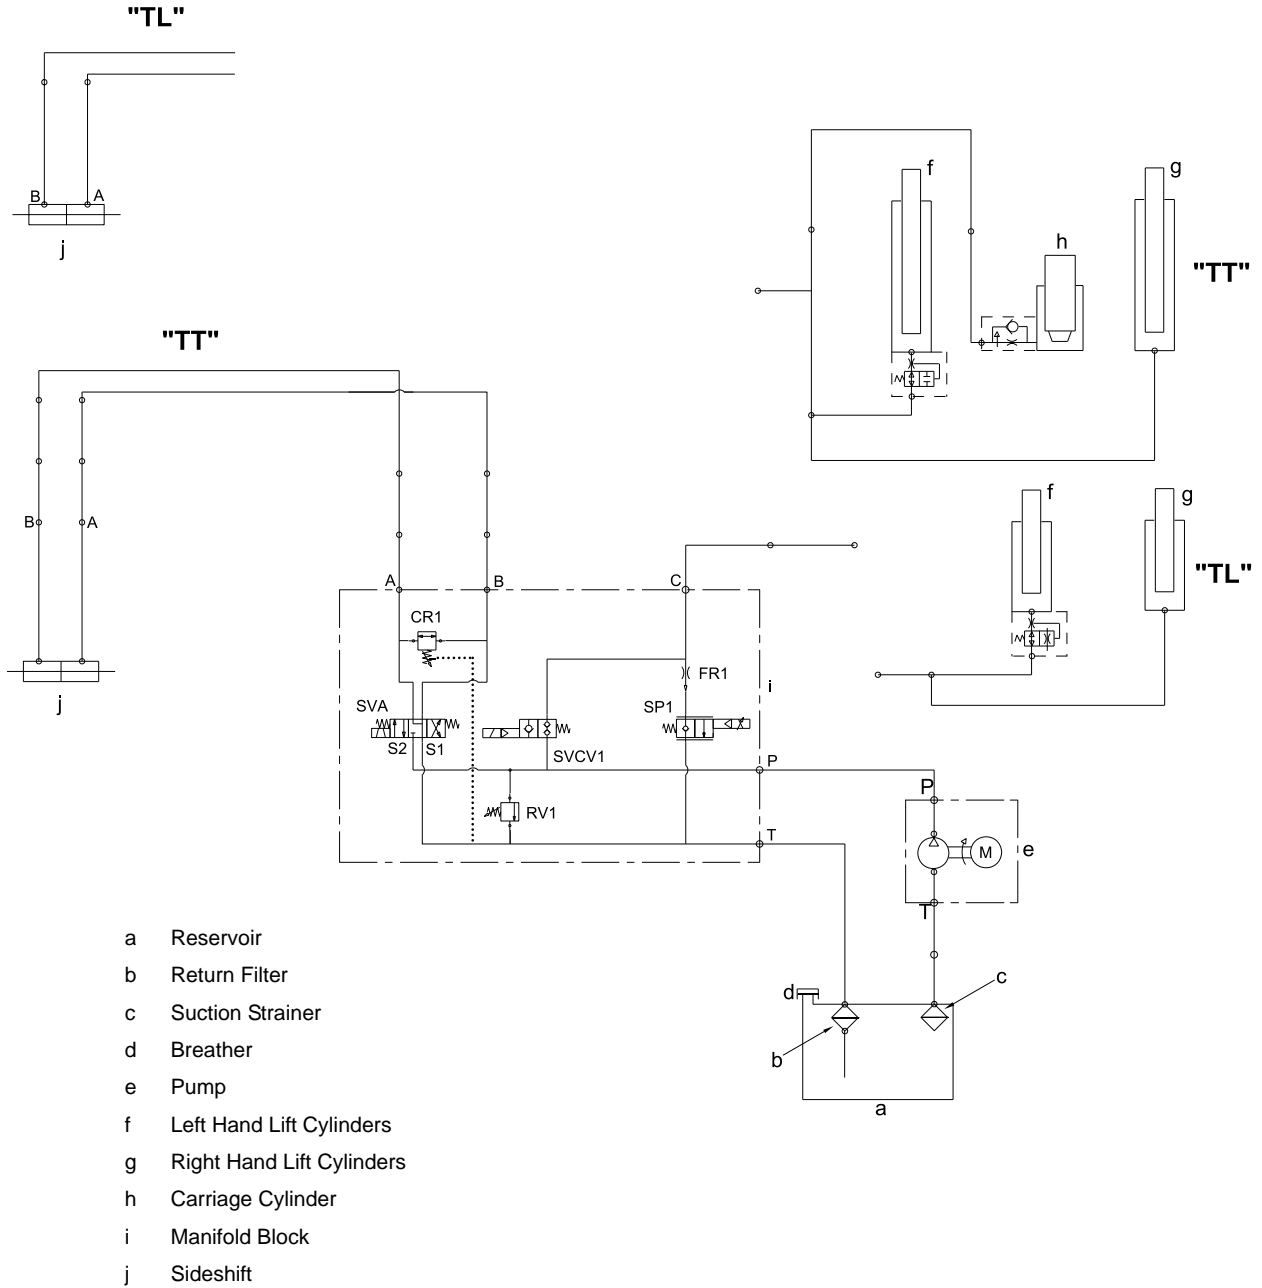 "TL"
B A
j
"TT"
B A
j
f
h
g
"TT"
f
g
"TL"
A B C
CR1
FR1
i
SVA
SP1
S2 S1
SVCV1
P
RV1
T
P
M
e
T
d
c
b
a
a Reservoir
b Return Filter
c Suction Strainer
d Breather
e Pump
f Left Hand Lift Cylinders
g Right Hand Lift Cylinders
h Carriage Cylinder
i Manifold Block
j Sideshift